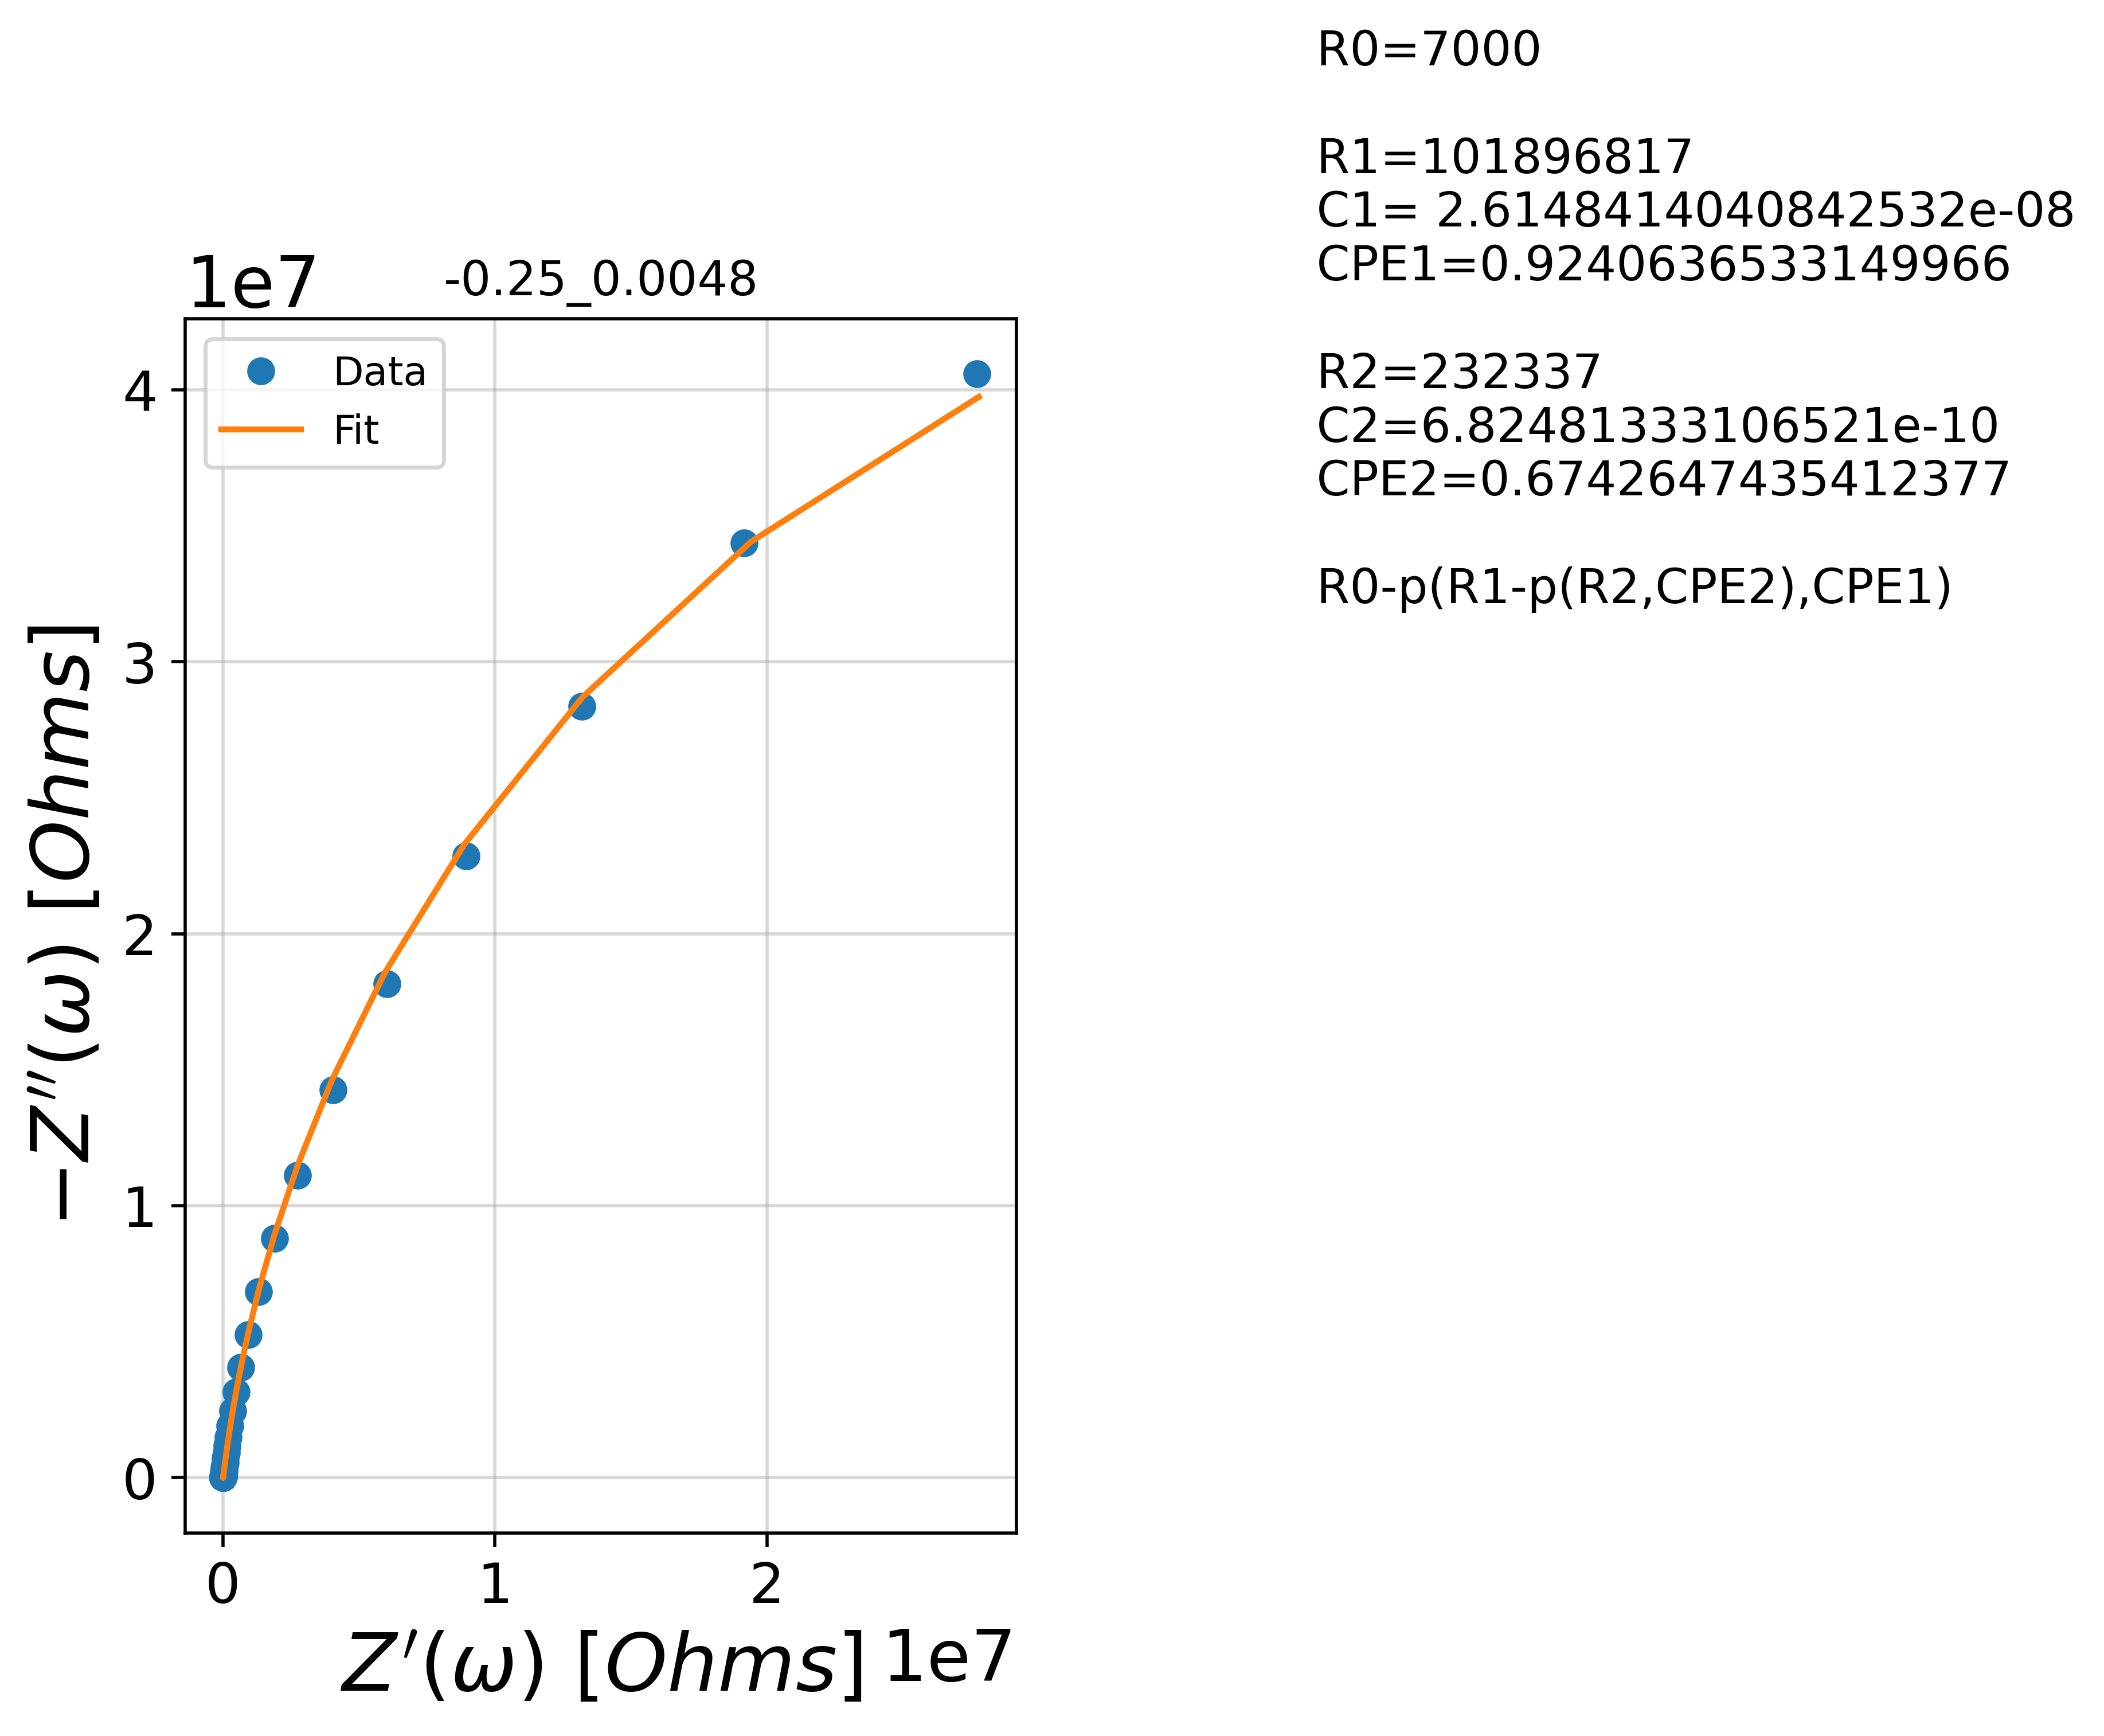 R0=7000
R1=101896817
C1= 2.6148414040842532e-08
CPE1=0.9240636533149966
R2=232337
C2=6.824813333106521e-10
CPE2=0.6742647435412377
R0-p(R1-p(R2,CPE2),CPE1)
1e7
-0.25_0.0048
Data
Fit
4
3
2
1
0
−Z′′(ω) [Ohms]
0 1 2
Z′(ω) [Ohms]
1e7